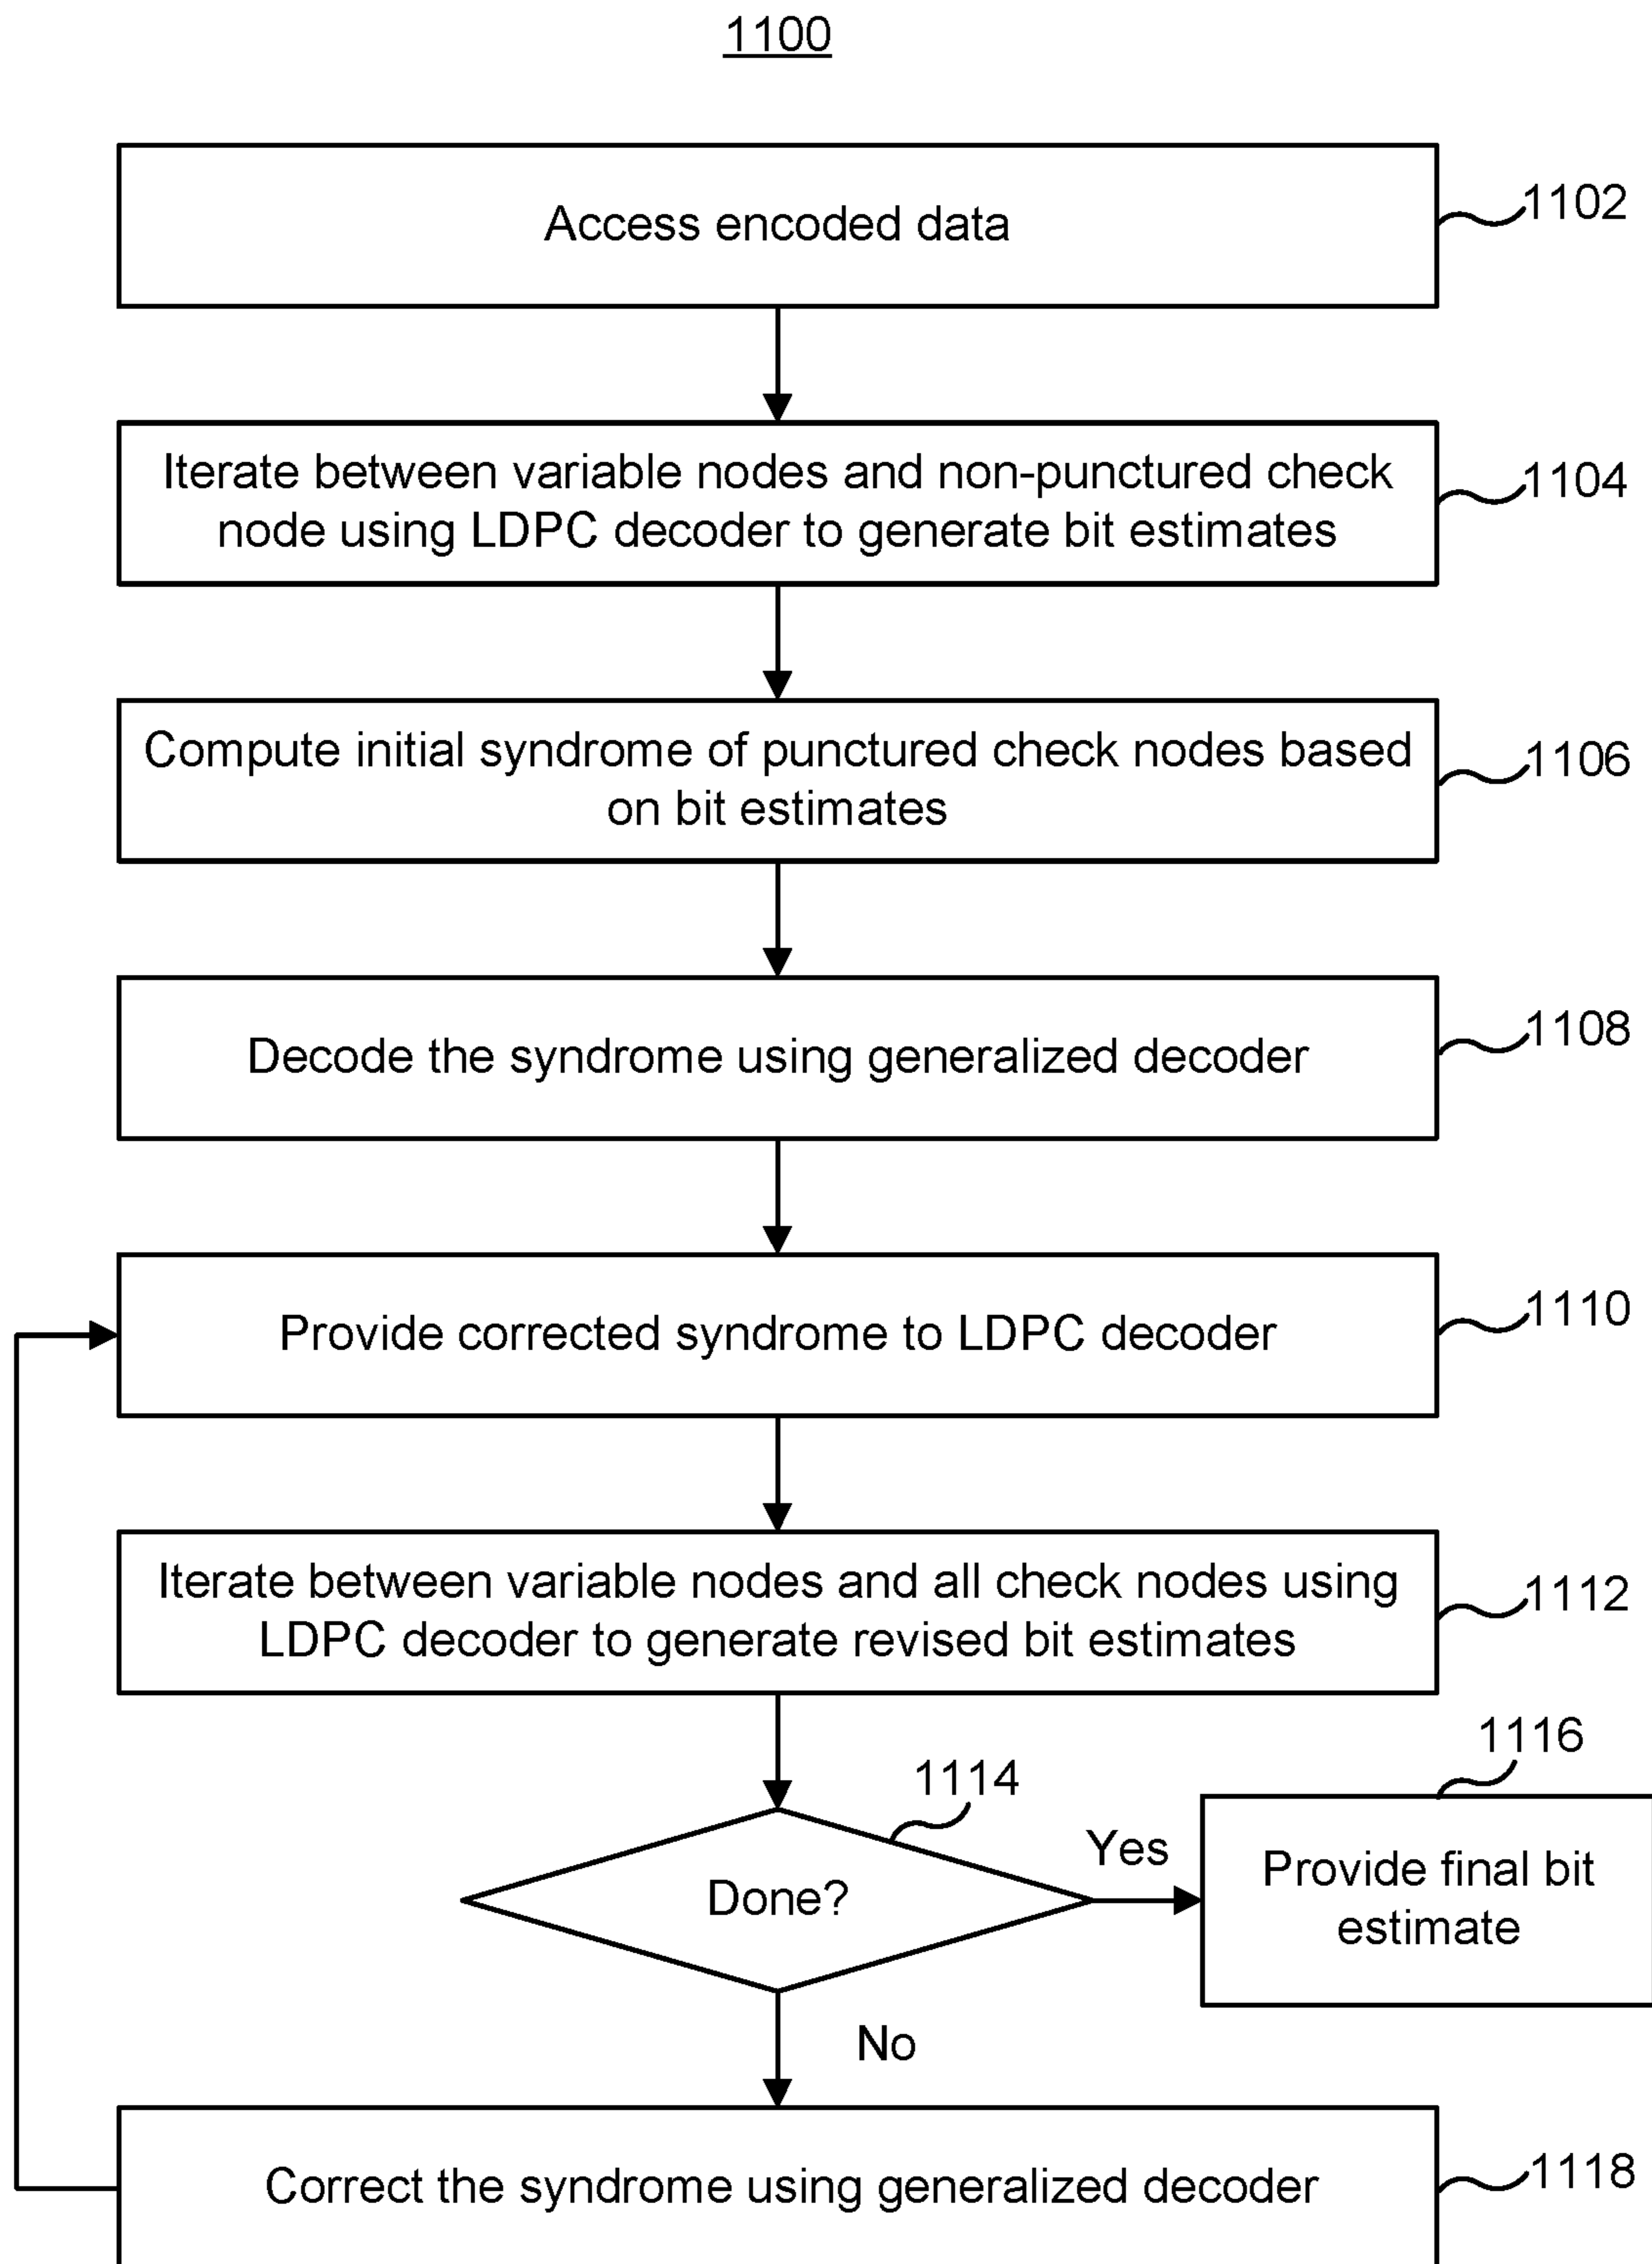 1100
Access encoded data
1102
Iterate between variable nodes and non-punctured check
node using LDPC decoder to generate bit estimates
1104
Compute initial syndrome of punctured check nodes based
on bit estimates
1106
Decode the syndrome using generalized decoder
1108
Provide corrected syndrome to LDPC decoder
1110
Iterate between variable nodes and all check nodes using
LDPC decoder to generate revised bit estimates
1112
1114
Done?
Yes
1116
Provide final bit
estimate
No
Correct the syndrome using generalized decoder
1118